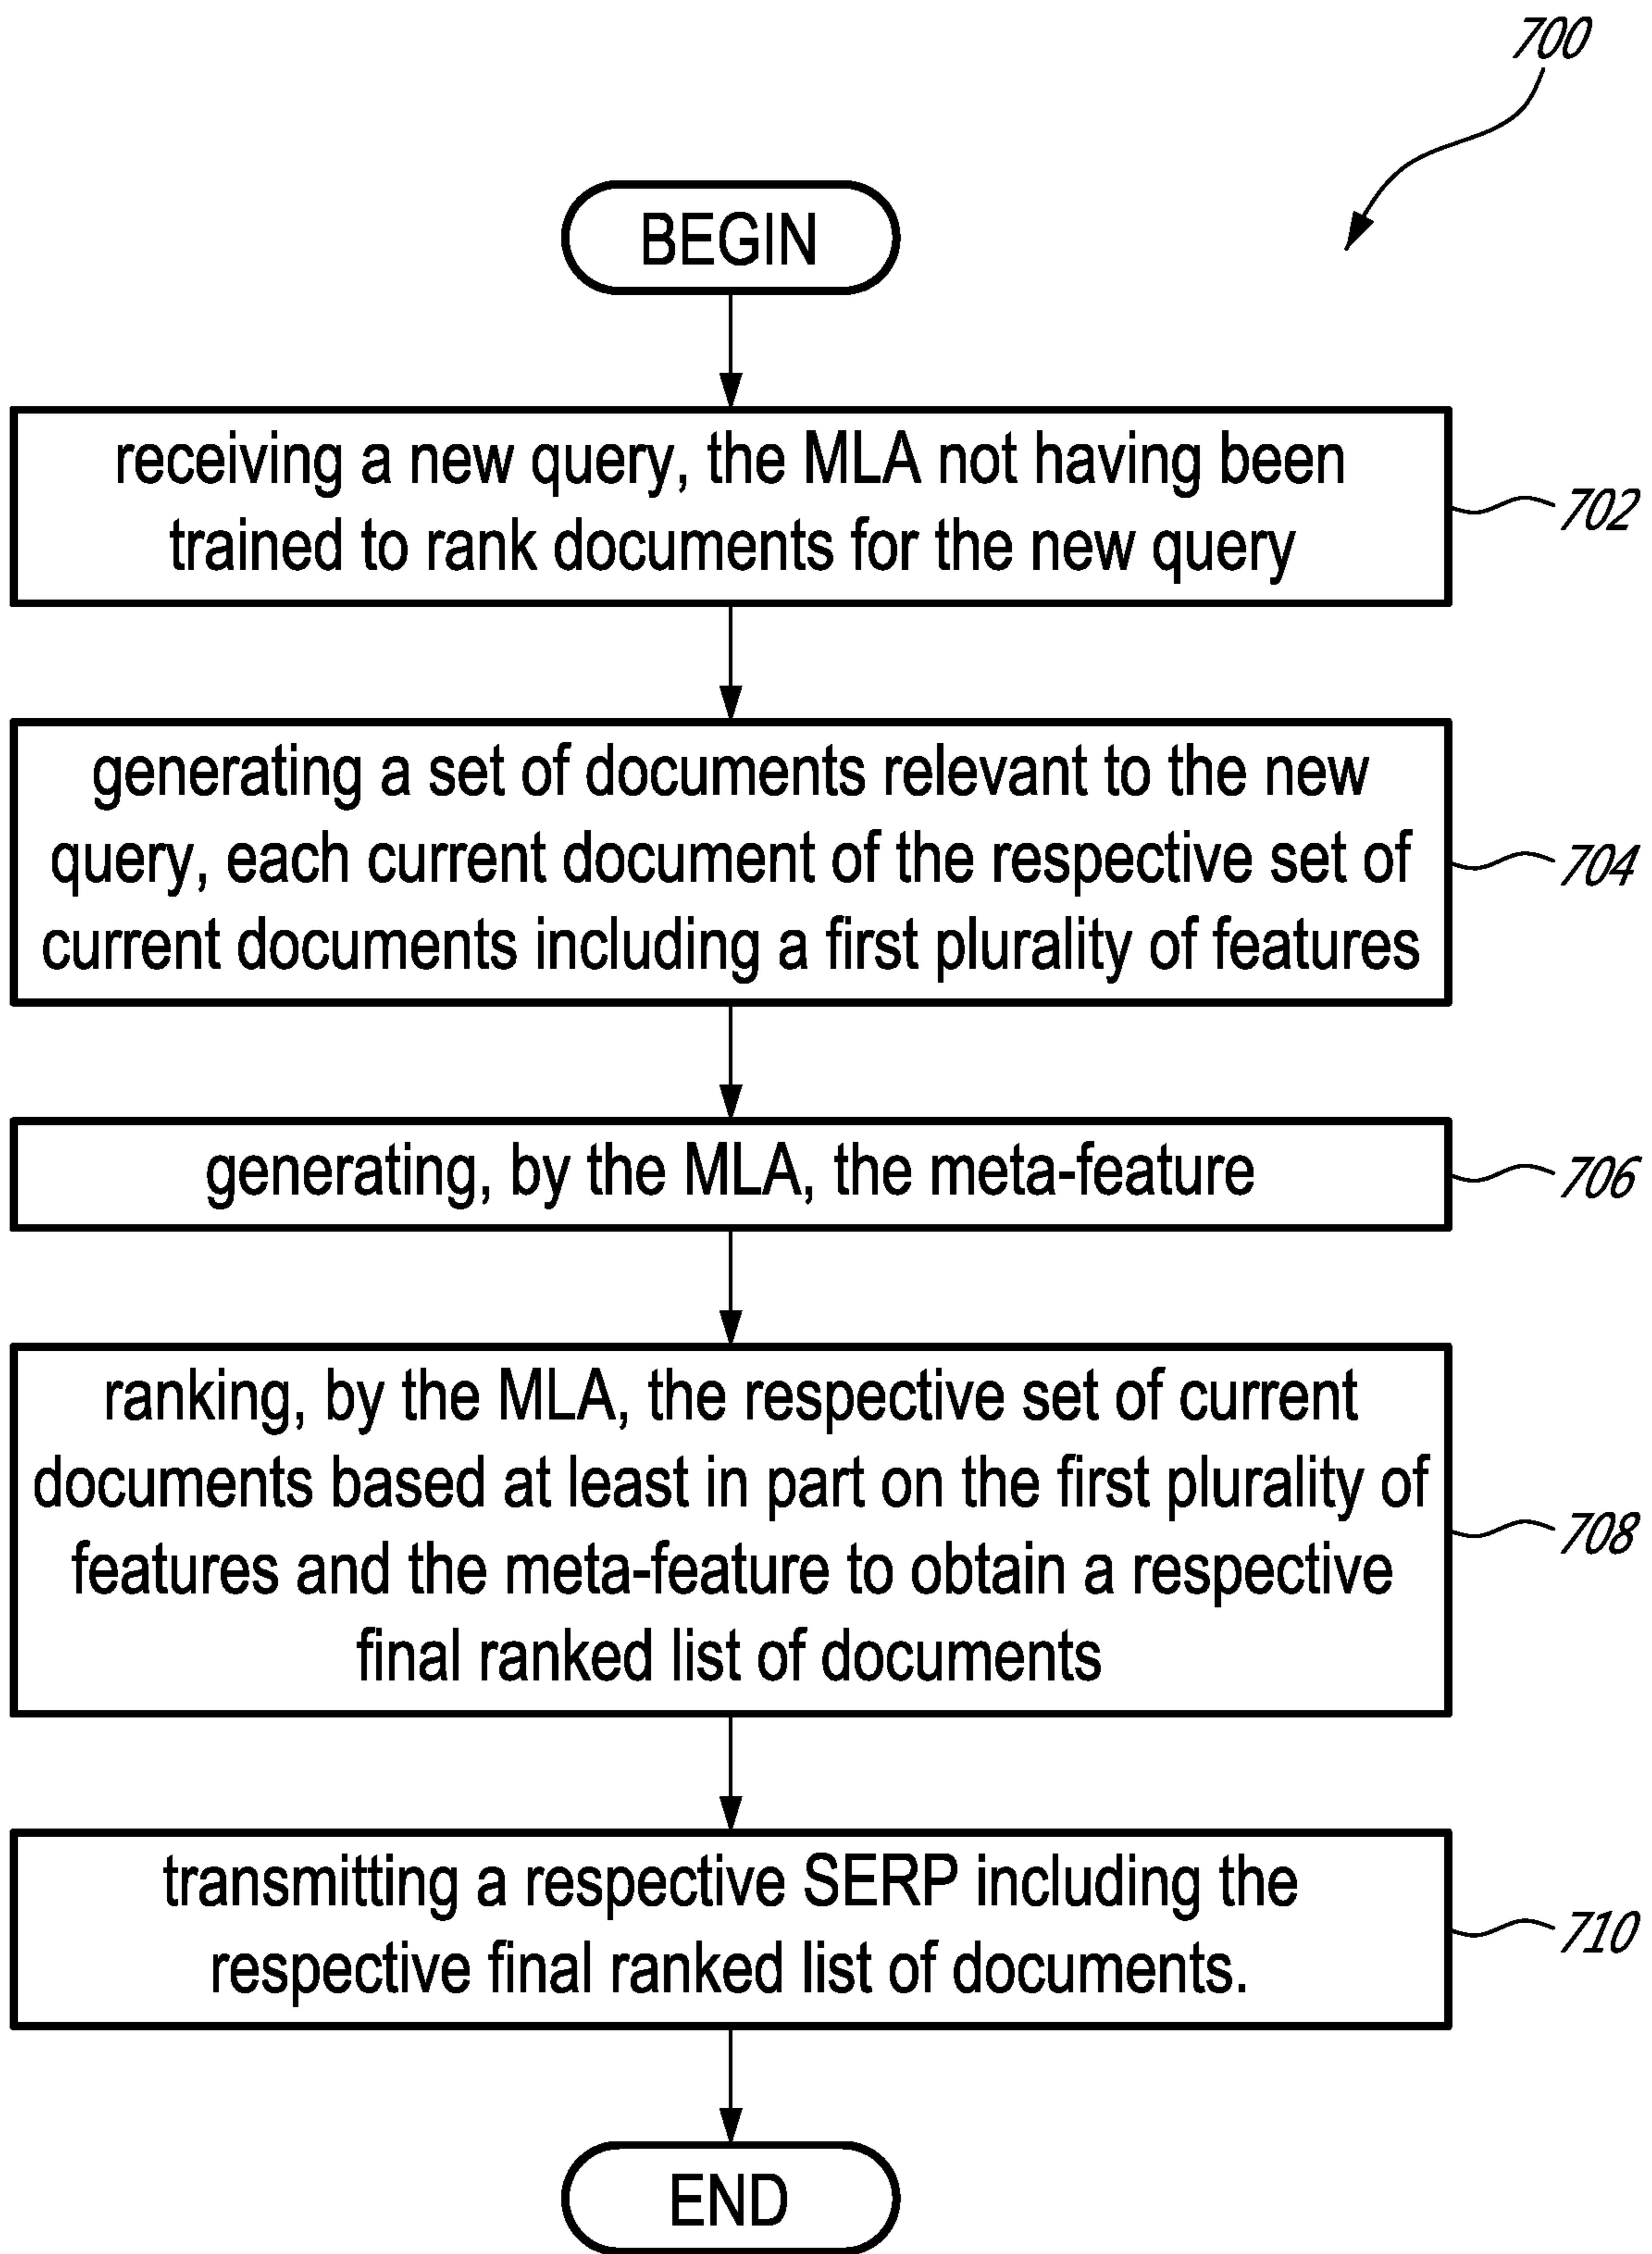 700
BEGIN
receiving a new query, the MLA not having been
trained to rank documents for the new query
702
generating a set of documents relevant to the new
query, each current document of the respective set of
current documents including a first plurality of features
704
generating, by the MLA, the meta-feature
706
ranking, by the MLA, the respective set of current
documents based at least in part on the first plurality of
features and the meta-feature to obtain a respective
final ranked list of documents
708
transmitting a respective SERP including the
respective final ranked list of documents.
710
END